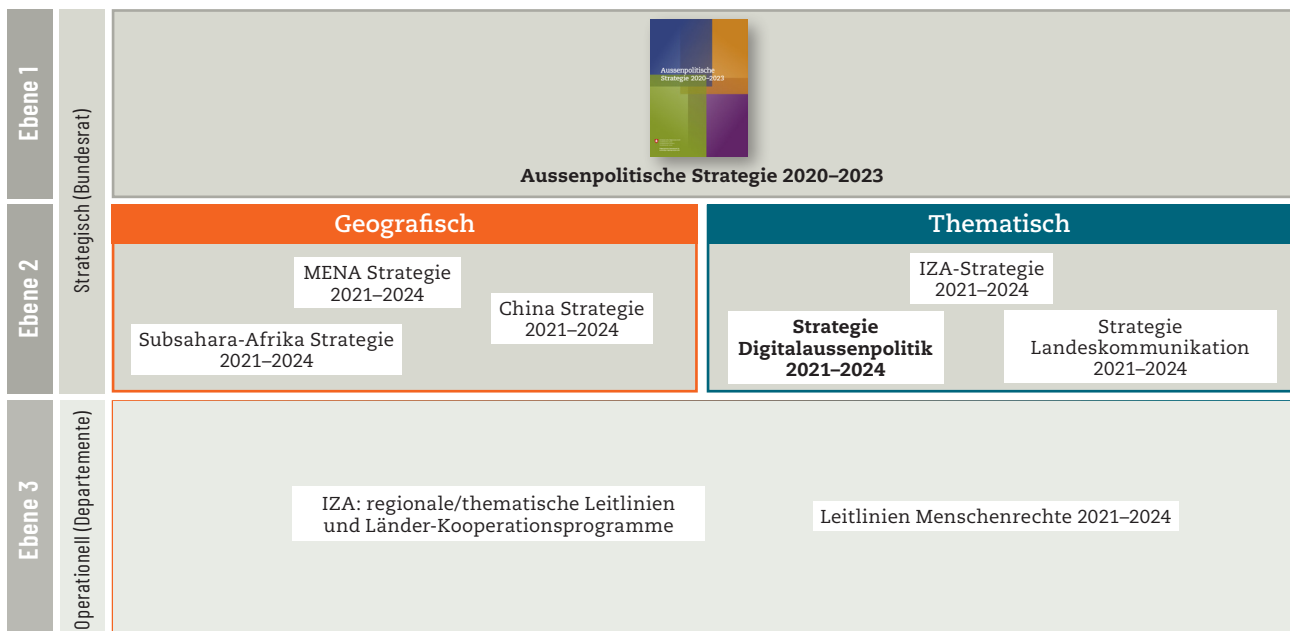 Ebene 1
Strategisch (Bundesrat)
Aussenpolitische
Strategie 2020–2023
Aussenpolitische Strategie 2020–2023
Ebene 2
Geografisch
MENA Strategie
2021–2024
China Strategie
2021–2024
Subsahara-Afrika Strategie
2021–2024
Thematisch
IZA-Strategie
2021–2024
Strategie
Digitalaussenpolitik
2021–2024
Strategie
Landeskommunikation
2021–2024
Ebene 3
Operationell (Departemente)
IZA: regionale/thematische Leitlinien
und Länder-Kooperationsprogramme
Leitlinien Menschenrechte 2021–2024